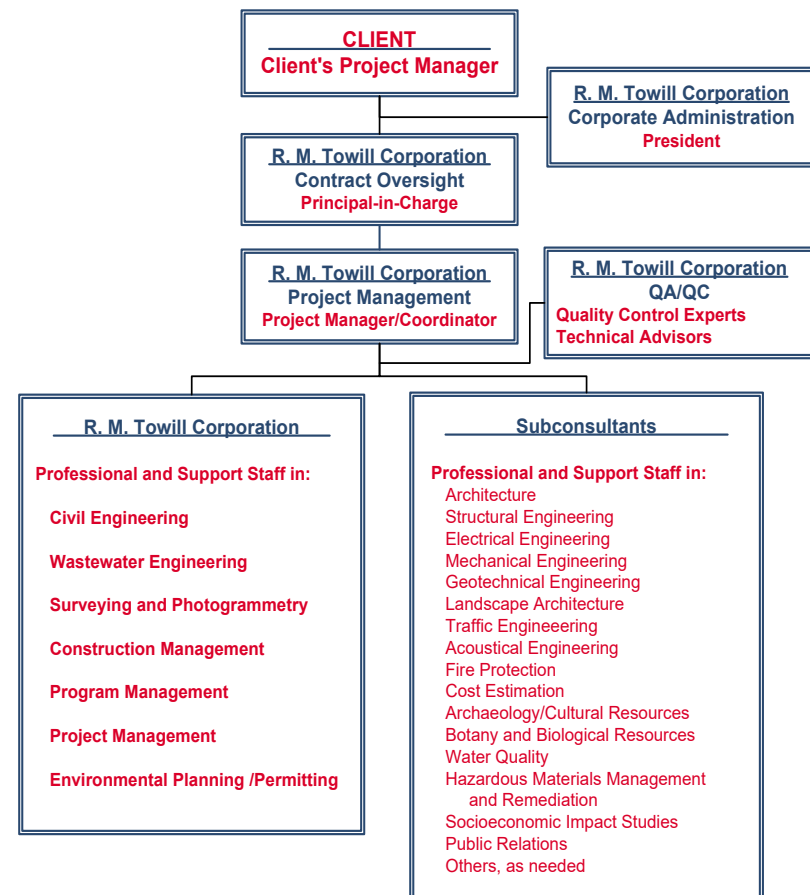 CLIENT
Client's Project Manager
R. M. Towill Corporation
Corporate Administration
President
R. M. Towill Corporation
Contract Oversight
Principal-in-Charge
R. M. Towill Corporation
Project Management
Project Manager/Coordinator
R. M. Towill Corporation
QA/QC
Quality Control Experts
Technical Advisors
R. M. Towill Corporation
Professional and Support Staff in:
Civil Engineering
Wastewater Engineering
Surveying and Photogrammetry
Construction Management
Program Management
Project Management
Environmental Planning /Permitting
Subconsultants
Professional and Support Staff in:
Architecture
Structural Engineering
Electrical Engineering
Mechanical Engineering
Geotechnical Engineering
Landscape Architecture
Traffic Engineeering
Acoustical Engineering
Fire Protection
Cost Estimation
Archaeology/Cultural Resources
Botany and Biological Resources
Water Quality
Hazardous Materials Management
and Remediation
Socioeconomic Impact Studies
Public Relations
Others, as needed